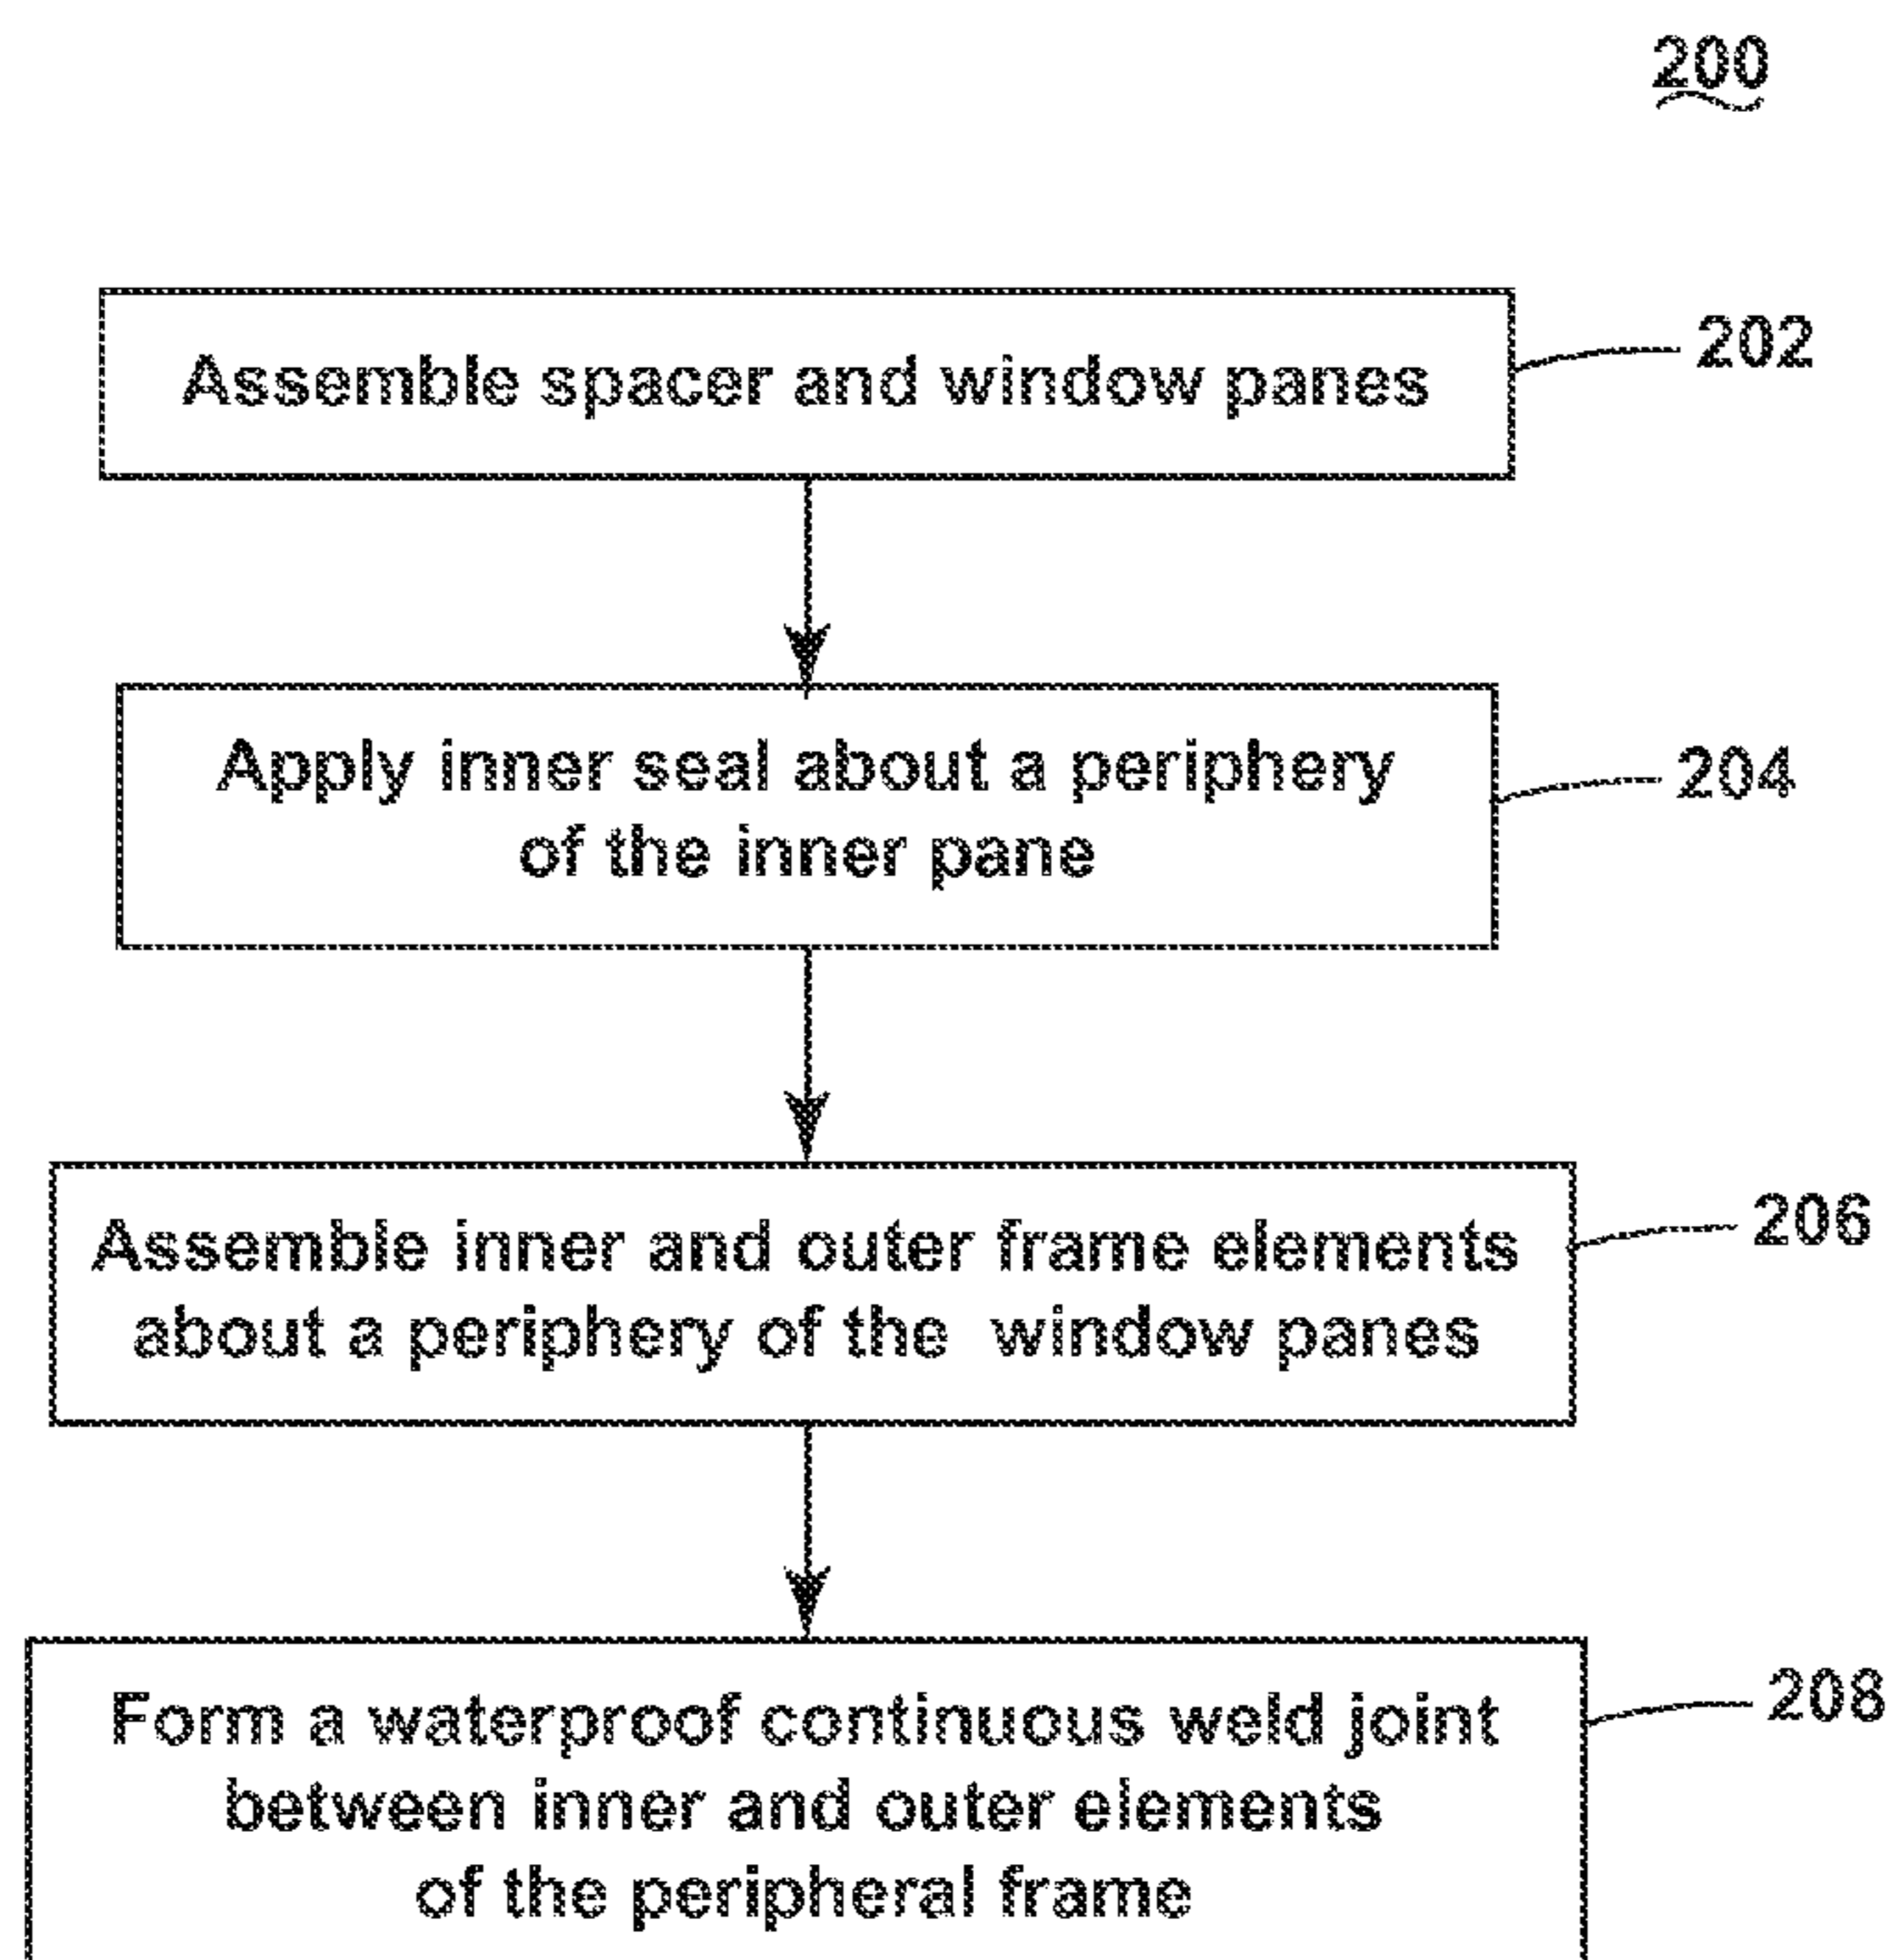 200
Assemble spacer and window panes
202
Apply inner seal about a periphery
of the inner pane
204
Assemble inner and outer frame elements
about a periphery of the window panes
206
Form a waterproof continuous weld joint
between inner and outer elements
of the peripheral frame
208